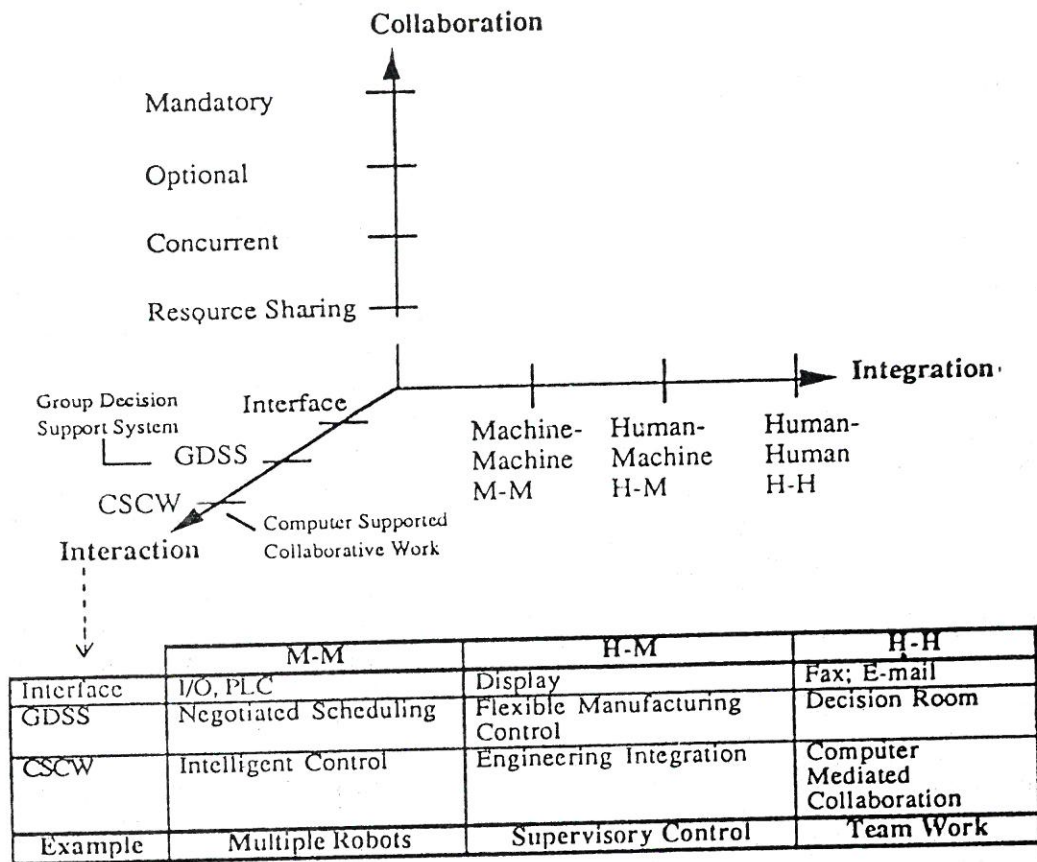 Collaboration
Mandatory
Optional
Concurrent
Resource Sharing
Integration
Group Decision
Support System
Interface
GDSS
CSCW
Interaction
Computer Supported
Collaborative Work
Machine-
Machine
M-M
Human-
Machine
H-M
Human-
Human
H-H
M-M H-M H-H
Interface I/O, PLC Display Fax; E-mail
GDSS Negotiated Scheduling Flexible Manufacturing Decision Room
Control
CSCW Intelligent Control Engineering Integration Computer
Mediated
Collaboration
Example Multiple Robots Supervisory Control Team Work